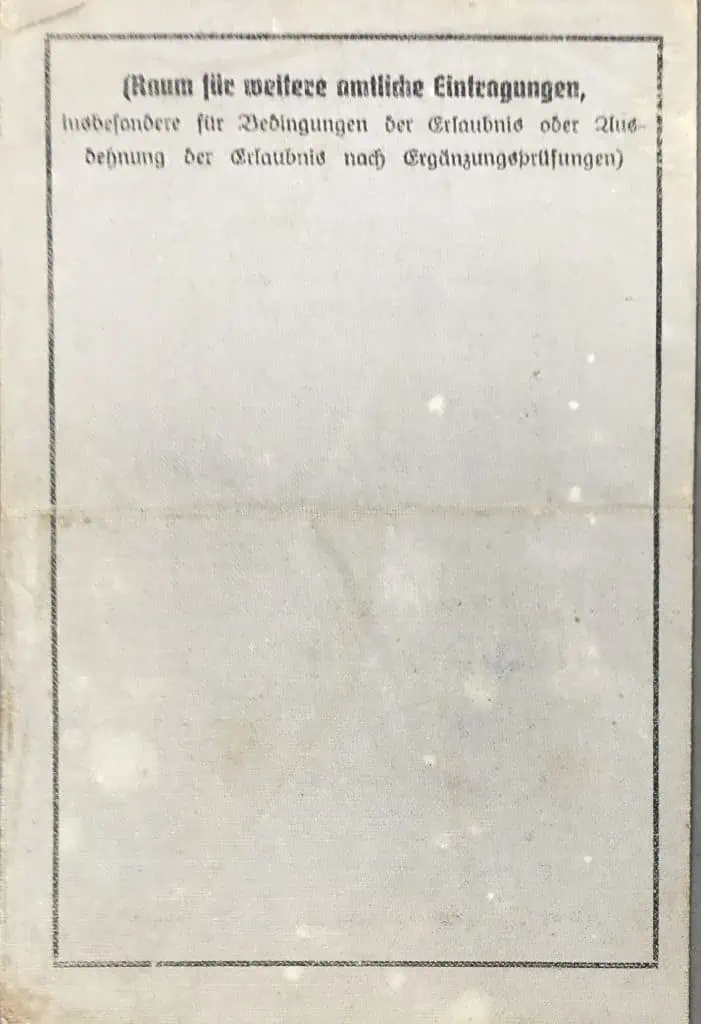 (Raum für weitere amtliche Eintragungen,
insbesondere für Bedingungen der Erlaubnis oder Aus-
dehnung der Erlaubnis nach Ergänzungsprüfungen)